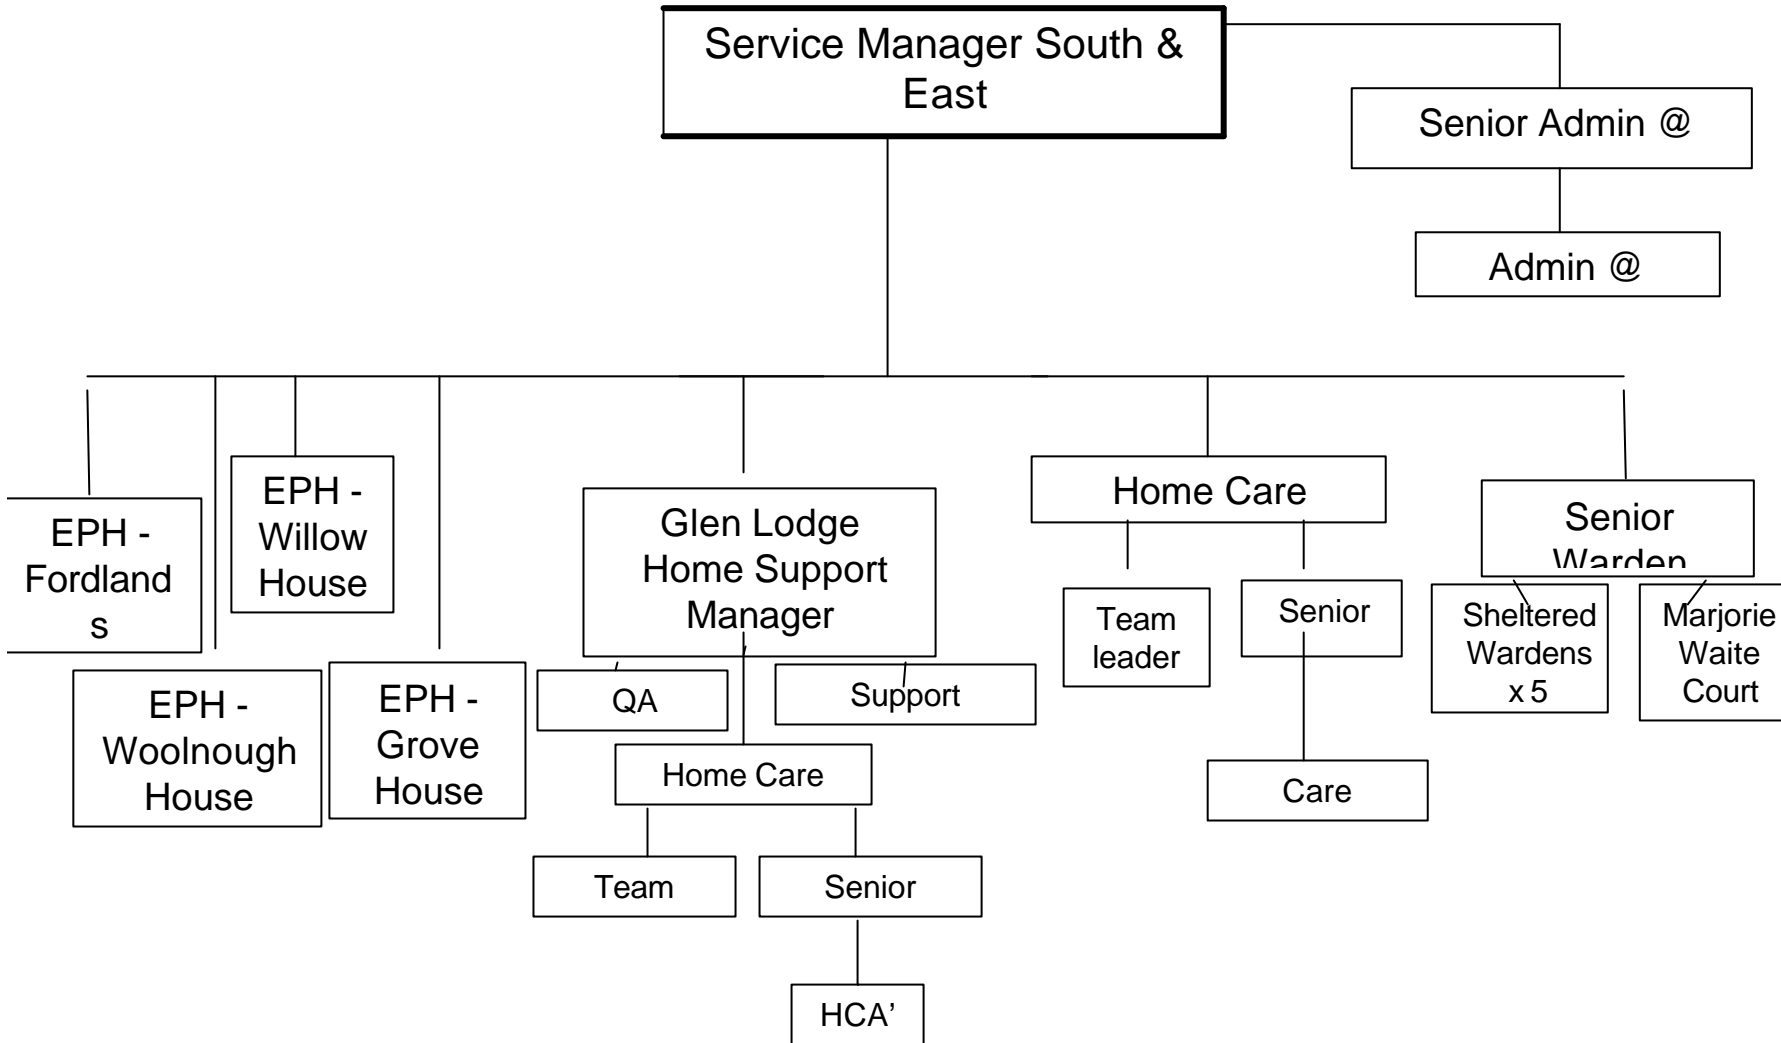 Service Manager South &
East
Senior Admin @
Admin @
EPH -
Fordland
s
EPH -
Willow
House
EPH -
Woolnough
House
EPH -
Grove
House
Glen Lodge
Home Support
Manager
QA
Support
Home Care
Team
Senior
HCA’
Home Care
Team
leader
Senior
Care
Senior
Warden
Sheltered
Wardens
x 5
Marjorie
Waite
Court